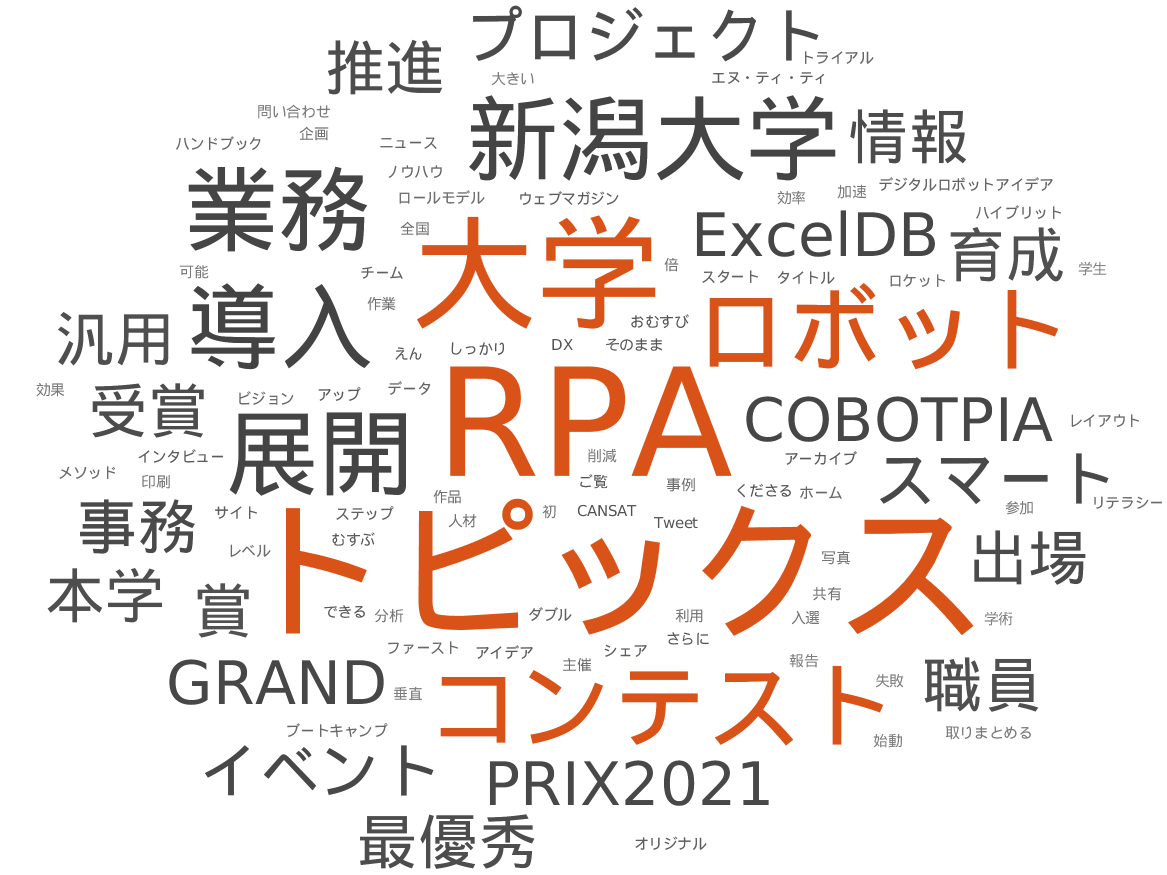 プロジェクト
推進
トライアル
大きい
エヌ・ティ・ティ
問い合わせ
新潟大学
情報
企画
ハンドブック
ニュース
ノウハウ
業務
ロールモデル
ウェブマガジン
効率
加速
デジタルロボットアイデア
全国
大学
ExcelDB
ハイブリット
育成
可能
チーム
倍
スタート
タイトル
ロケット
学生
導入
作業
ロボット
汎用
おむすび
えん
しっかり
DX
そのまま
効果
受賞
ビジョン
アップ
データ
RPA
COBOTPIA
レイアウト
展開
メソッド
インタビュー
印刷
削減
アーカイブ
スマート
ご覧
事例
くださる
ホーム
リテラシー
事務
サイト
ステップ
作品
人材
初
CANSAT
Tweet
参加
レベル
むすぶ
トピックス
写真
出場
本学
賞
できる
分析
ダブル
利用
共有
入選
学術
さらに
ファースト
アイデア
シェア
主催
報告
GRAND
垂直
コンテスト
失敗
職員
ブートキャンプ
始動
取りまとめる
イベント
PRIX2021
最優秀
オリジナル